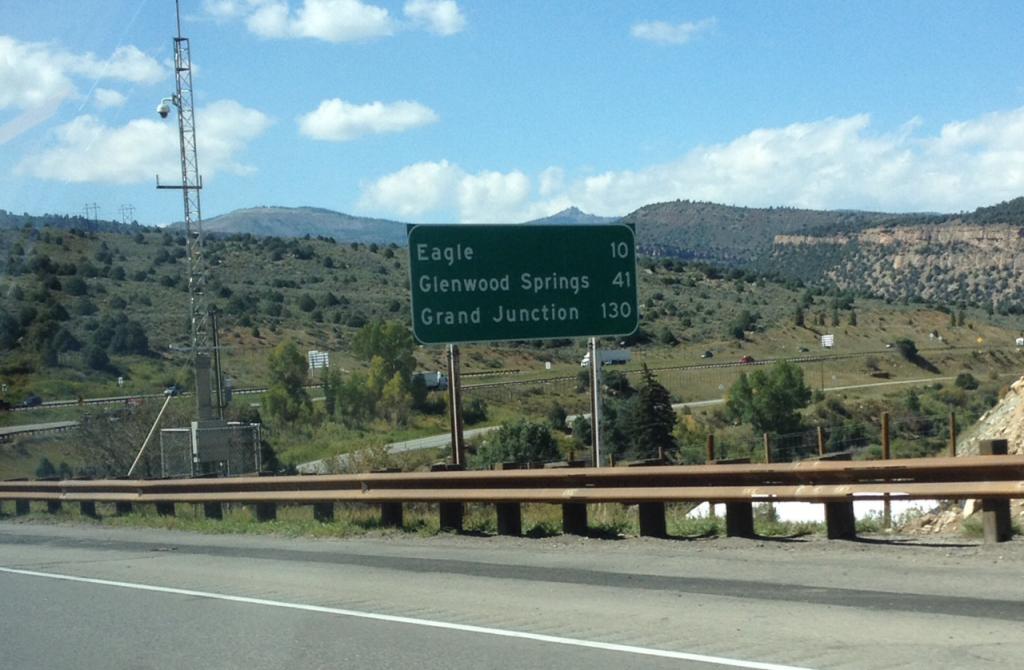 Eagle 10
Glenwood Springs 41
Grand Junction 130